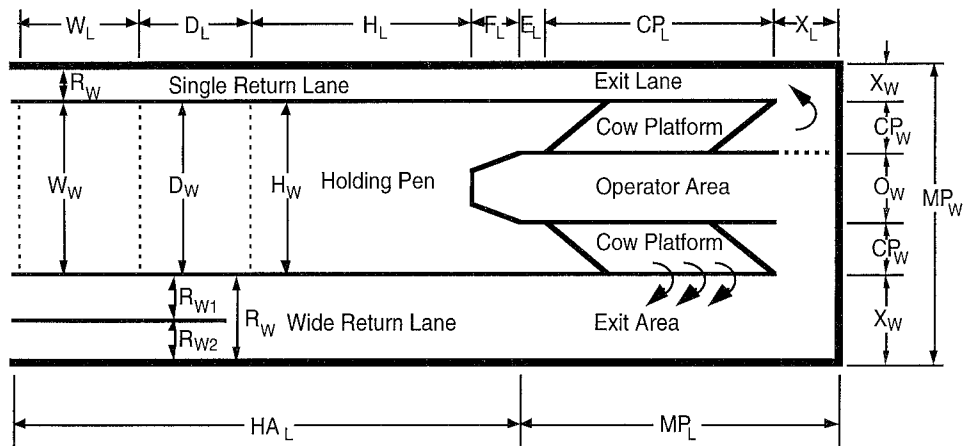 W_L D_L H_L F_L E_L CP_L X_L
R_W Single Return Lane Exit Lane X_W
Cow Platform CP_W
W_W D_W H_W Holding Pen Operator Area O_W MP_W
Cow Platform CP_W
R_W1
R_W Wide Return Lane Exit Area X_W
R_W2
HA_L MP_L